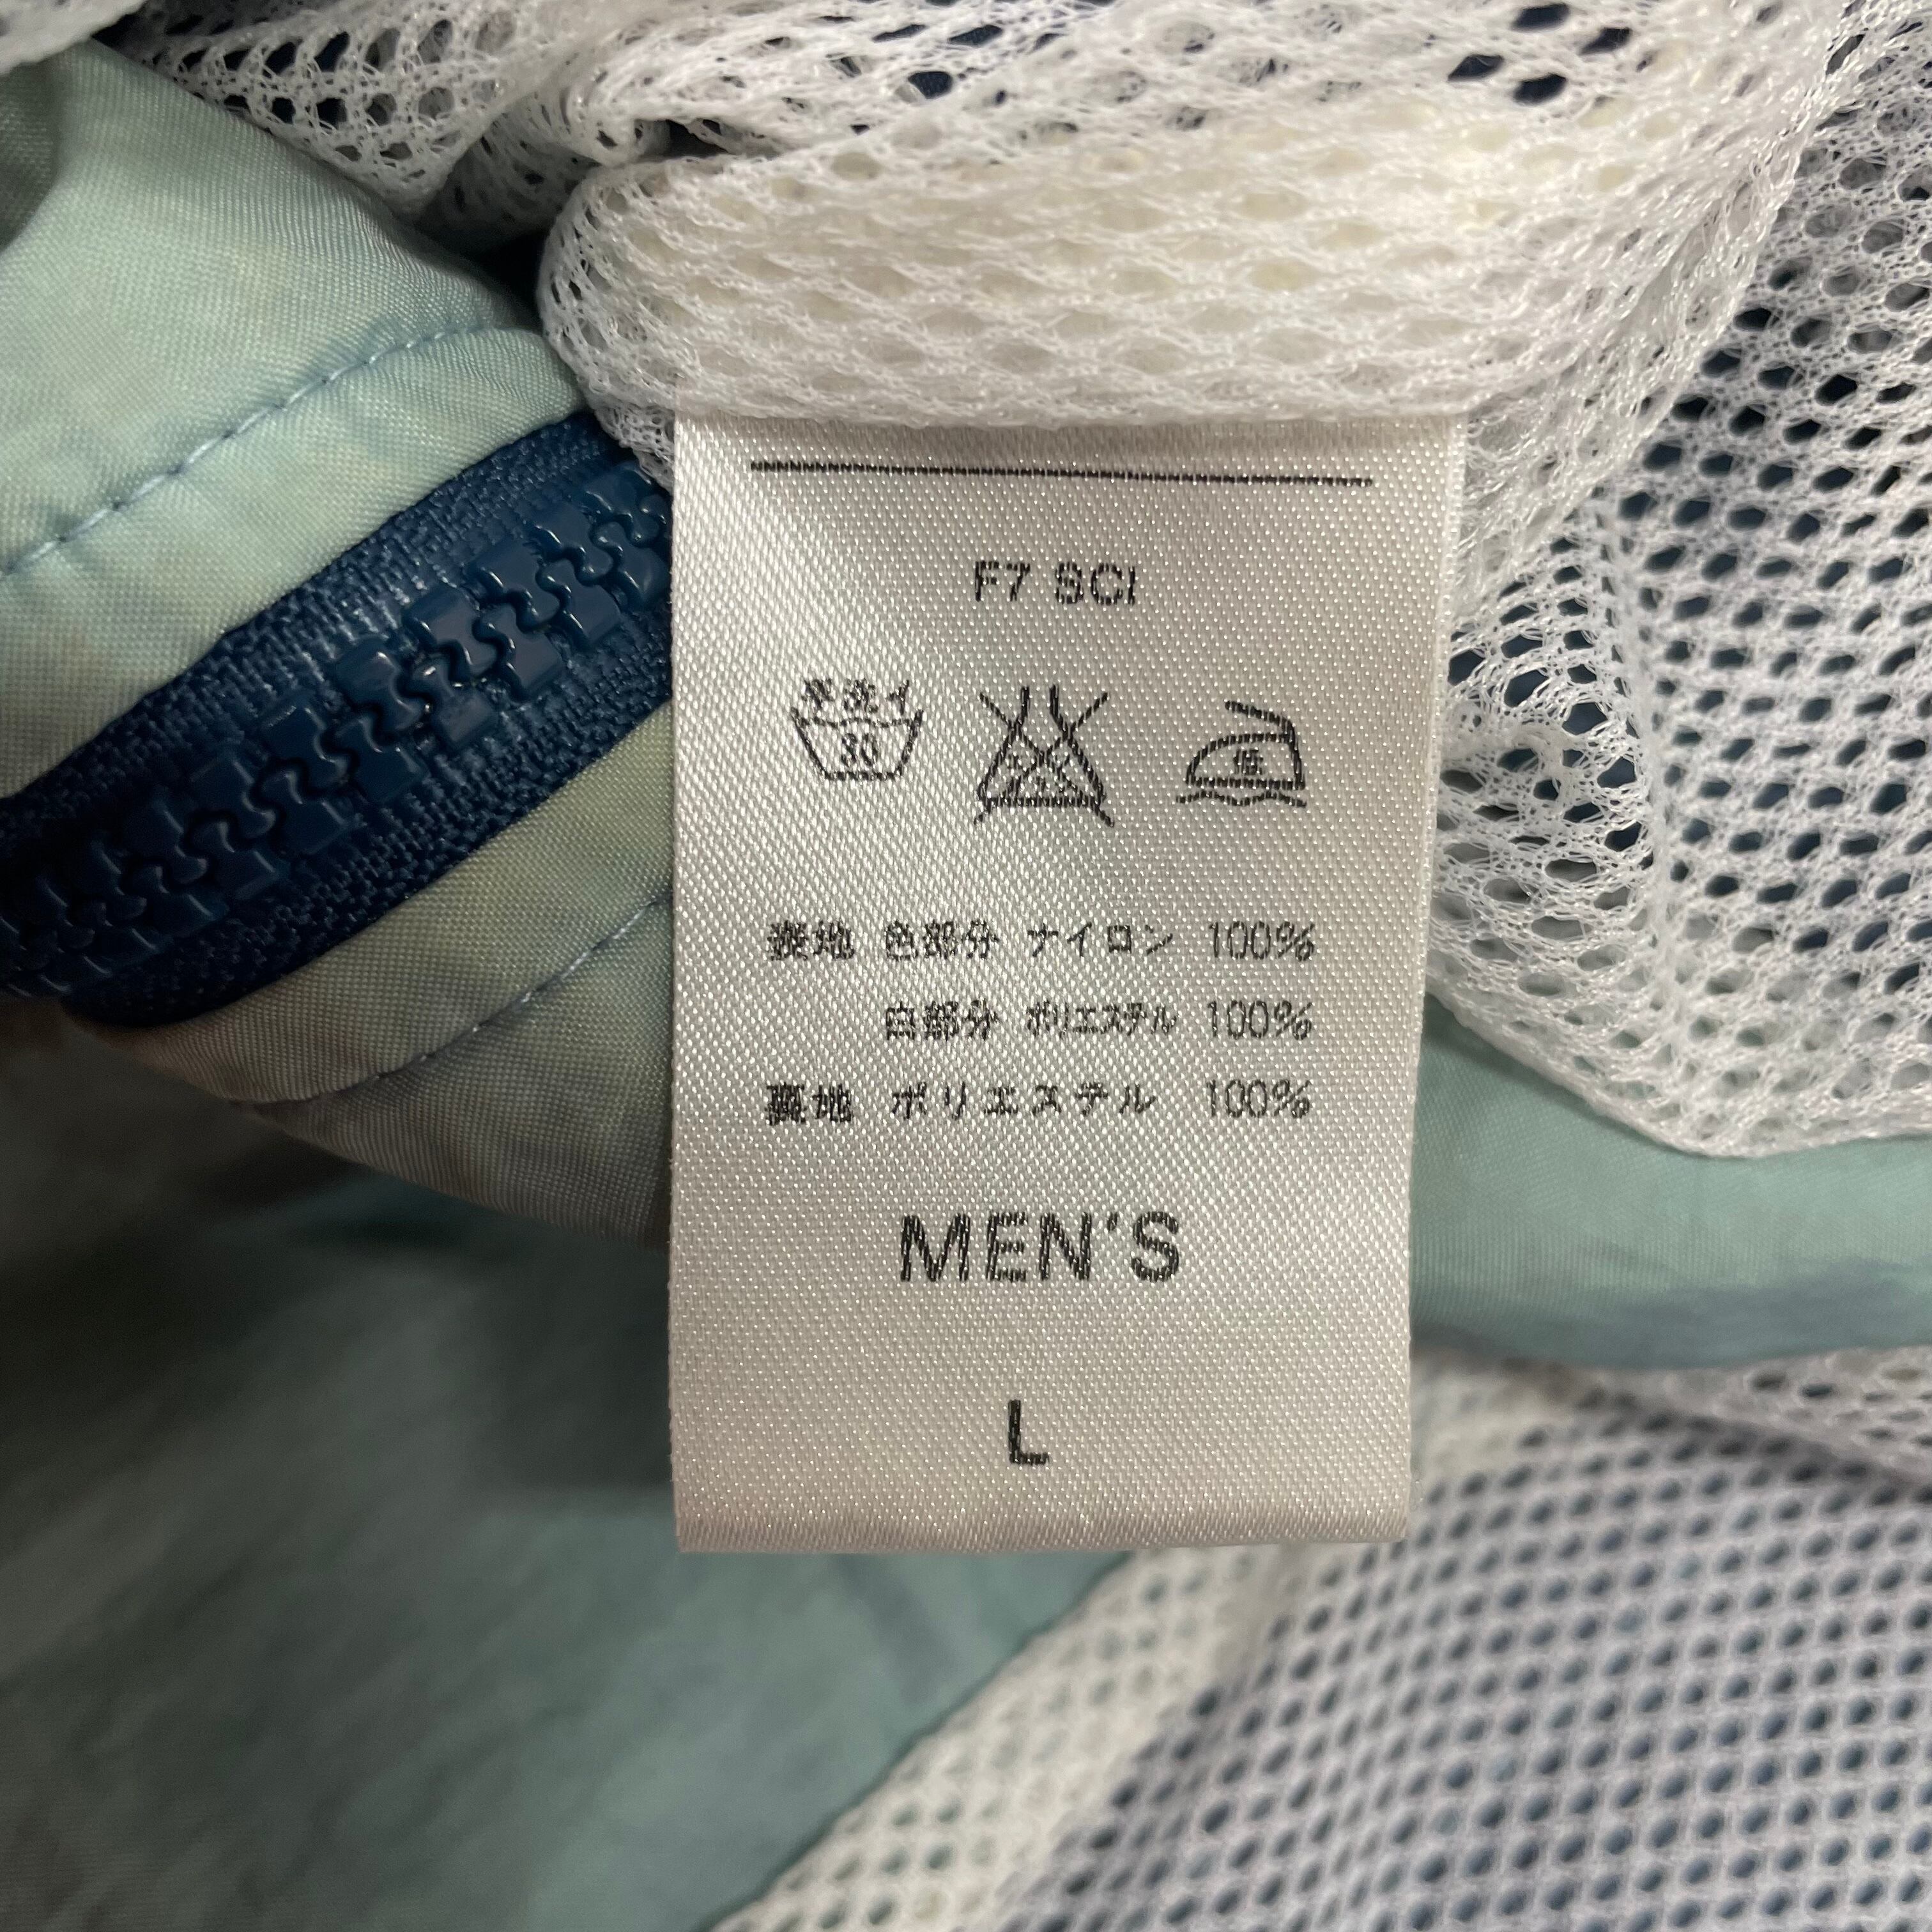 F7 SCI
手洗イ
30
表地 色部分 ナイロン 100%
白部分 ポリエステル 100%
裏地 ポリエステル 100%
MEN'S
L